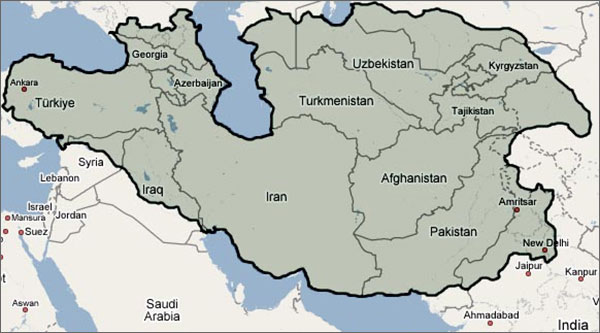 Georgia
Uzbekistan
Kyrgyzstan
Ankara
Azerbaijan
Türkiye
Turkmenistan
Tajikistan
Syria
Lebanon
Iraq
Iran
Afghanistan
Israel
Amritsar
Mansura
Jordan
Suez
Pakistan
New Delhi
Jaipur
Kanpur
Aswan
Saudi
Arabia
Ahmadabad
India